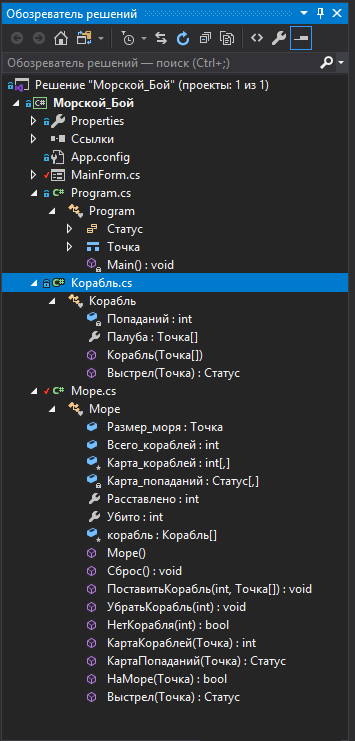 Обозреватель решений
Обозреватель решений — поиск (Ctrl+;)
Решение "Морской_Бой" (проекты: 1 из 1)
C# Морской_Бой
Properties
Ссылки
App.config
MainForm.cs
C# Program.cs
Program
Статус
Точка
Main() : void
C# Корабль.cs
Корабль
Попаданий : int
Палуба : Точка[]
Корабль(Точка[])
Выстрел(Точка) : Статус
C# Море.cs
Море
Размер_моря : Точка
Всего_кораблей : int
Карта_кораблей : int[,]
Карта_попаданий : Статус[,]
Расставлено : int
Убито : int
корабль : Корабль[]
Море()
Сброс() : void
ПоставитьКорабль(int, Точка[]) : void
УбратьКорабль(int) : void
НетКорабля(int) : bool
КартаКораблей(Точка) : int
КартаПопаданий(Точка) : Статус
НаМоре(Точка) : bool
Выстрел(Точка) : Статус